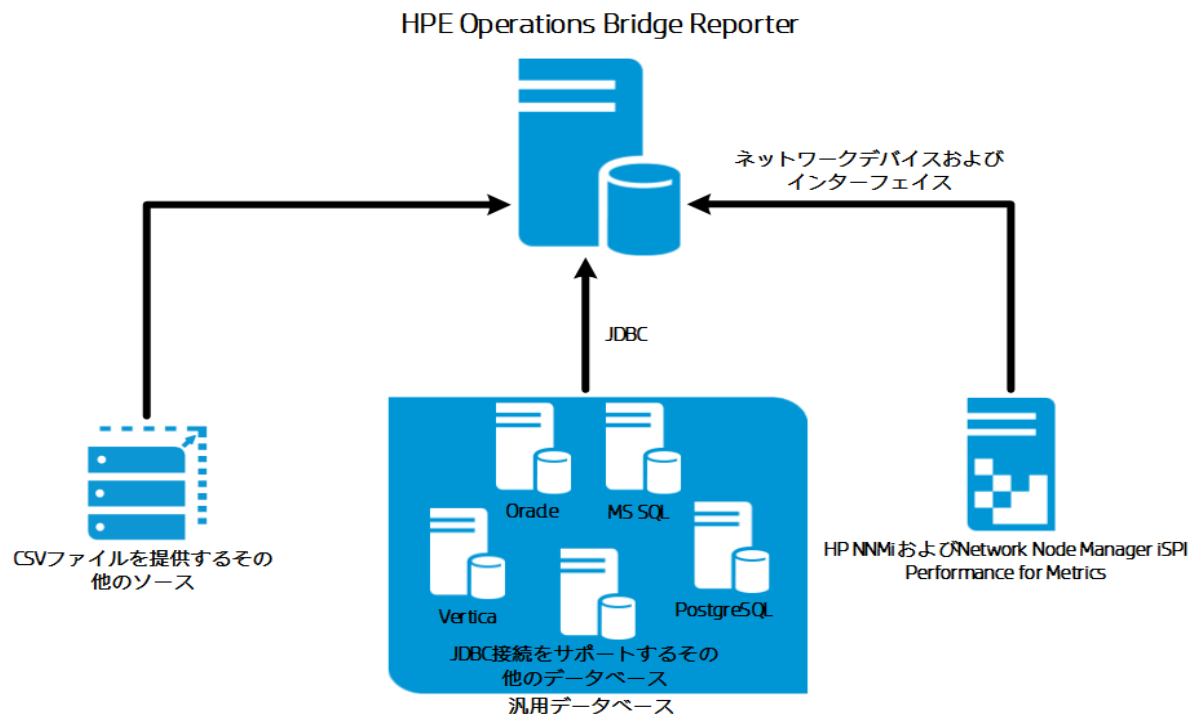 HPE Operations Bridge Reporter
ネットワークデバイスおよび
インターフェイス
JDBC
Oracle
MS SQL
Vertica
PostgreSQL
JDBC接続をサポートするその
他のデータベース
汎用データベース
CSVファイルを提供するその
他のソース
HP NNMiおよびNetwork Node Manager iSPI
Performance for Metrics